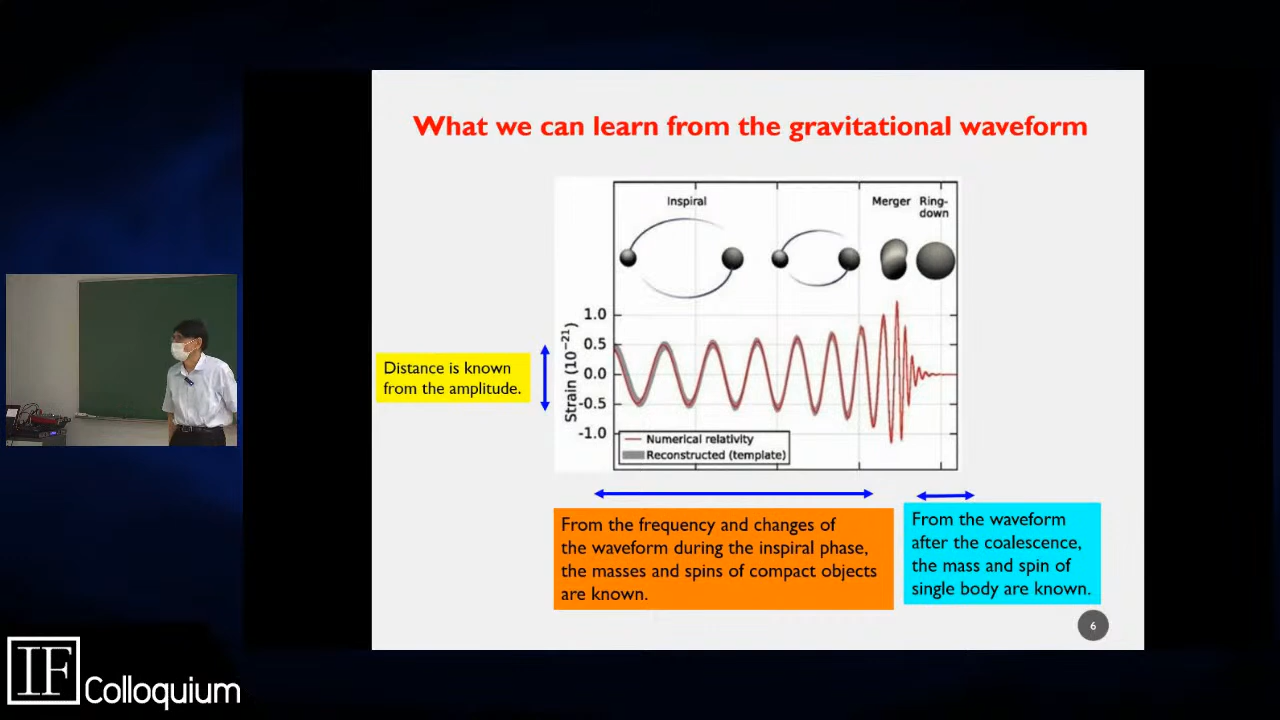 What we can learn from the gravitational waveform
Inspiral
Merger
Ring-
down
1.0
0.5
0.0
-0.5
-1.0
Strain (10⁻²¹)
Numerical relativity
Reconstructed (template)
Distance is known
from the amplitude.
From the frequency and changes of
the waveform during the inspiral phase,
the masses and spins of compact objects
are known.
From the waveform
after the coalescence,
the mass and spin of
single body are known.
6
IF
Colloquium